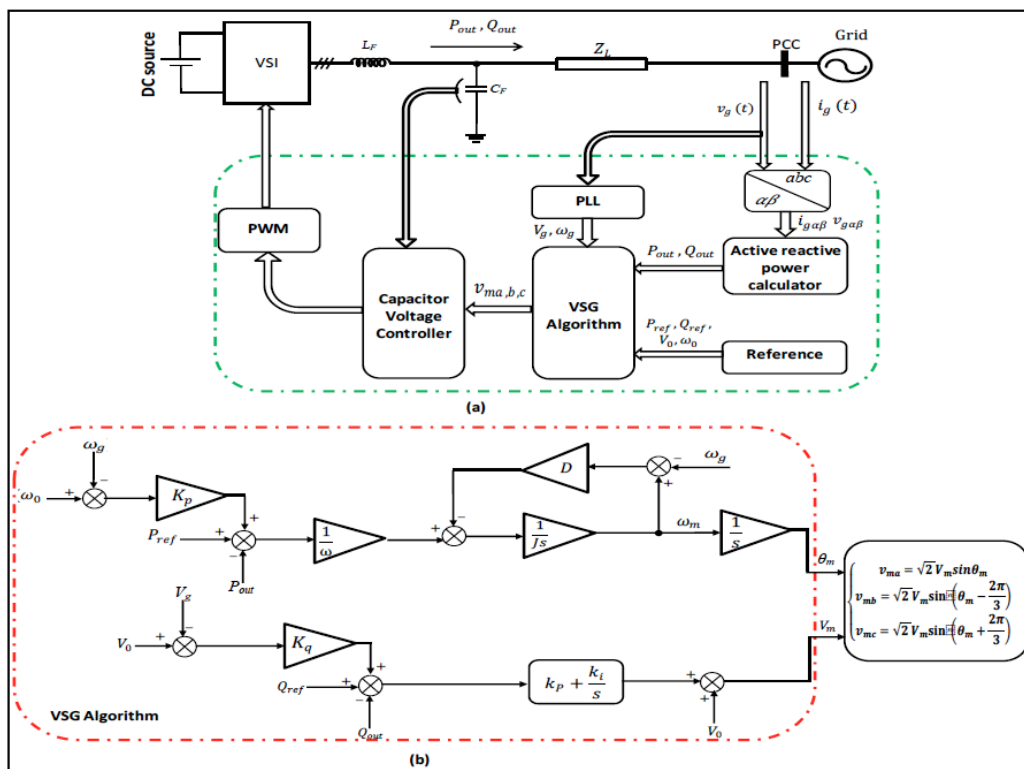 P_out, Q_out
L_F
Z_L
PCC
Grid
DC source
VSI
C_F
v_g (t)
i_g (t)
abc
αβ
PLL
i_gαβ v_gαβ
PWM
V_g, ω_g
P_out , Q_out
Active reactive
power
calculator
Capacitor
Voltage
Controller
v_ma,b,c
VSG
Algorithm
P_ref, Q_ref,
V_0, ω_0
Reference
(a)
ω_g
−
ω_0
+
K_p
+
P_ref
+
−
P_out
1/ω
+
−
D
−
+
ω_g
1/Js
ω_m
1/s
θ_m
v_ma = √2 V_m sinθ_m
v_mb = √2 V_m sin(θ_m − 2π/3)
v_mc = √2 V_m sin(θ_m + 2π/3)
V_g
−
V_0
+
K_q
+
Q_ref
+
−
Q_out
k_P + k_i/s
+
+
V_0
V_m
VSG Algorithm
(b)